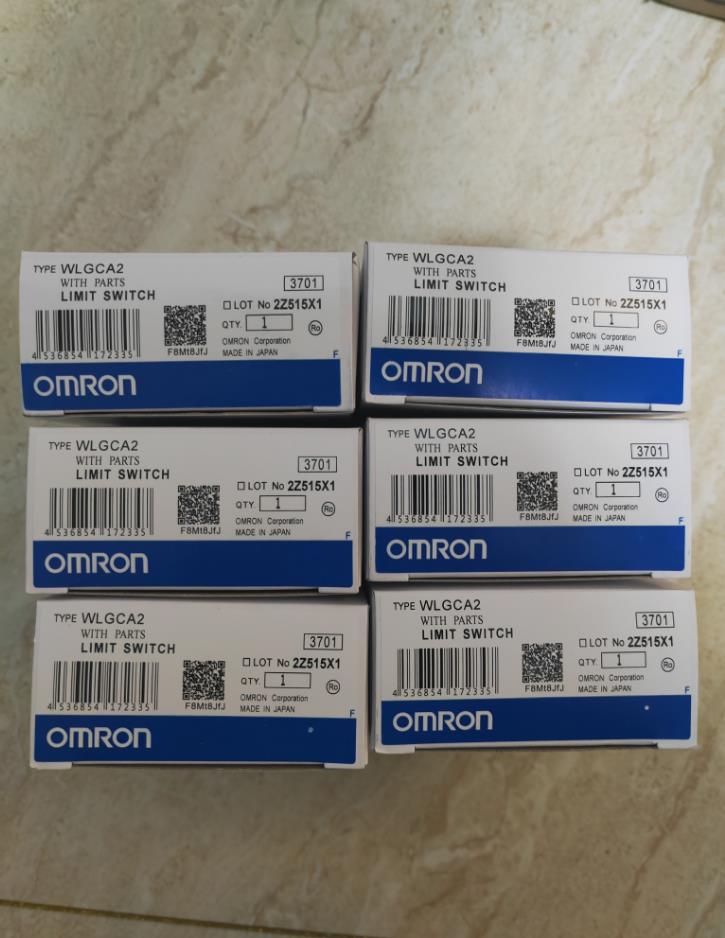 TYPE WLGCA2
WITH PARTS
LIMIT SWITCH
3701
LOT No 2Z515X1
QTY. 1
Ro
4 536854 172335
F8Mt8JfJ
OMRON Corporation
MADE IN JAPAN
F
OMRON
TYPE WLGCA2
WITH PARTS
LIMIT SWITCH
3701
LOT No 2Z515X1
QTY. 1
Ro
4 536854 172335
F8Mt8JfJ
OMRON Corporation
MADE IN JAPAN
F
OMRON
TYPE WLGCA2
WITH PARTS
LIMIT SWITCH
3701
LOT No 2Z515X1
QTY. 1
Ro
4 536854 172335
F8Mt8JfJ
OMRON Corporation
MADE IN JAPAN
F
OMRON
TYPE WLGCA2
WITH PARTS
LIMIT SWITCH
3701
LOT No 2Z515X1
QTY. 1
Ro
4 536854 172335
F8Mt8JfJ
OMRON Corporation
MADE IN JAPAN
F
OMRON
TYPE WLGCA2
WITH PARTS
LIMIT SWITCH
3701
LOT No 2Z515X1
QTY. 1
Ro
4 536854 172335
F8Mt8JfJ
OMRON Corporation
MADE IN JAPAN
F
OMRON
TYPE WLGCA2
WITH PARTS
LIMIT SWITCH
3701
LOT No 2Z515X1
QTY. 1
Ro
4 536854 172335
F8Mt8JfJ
OMRON Corporation
MADE IN JAPAN
F
OMRON